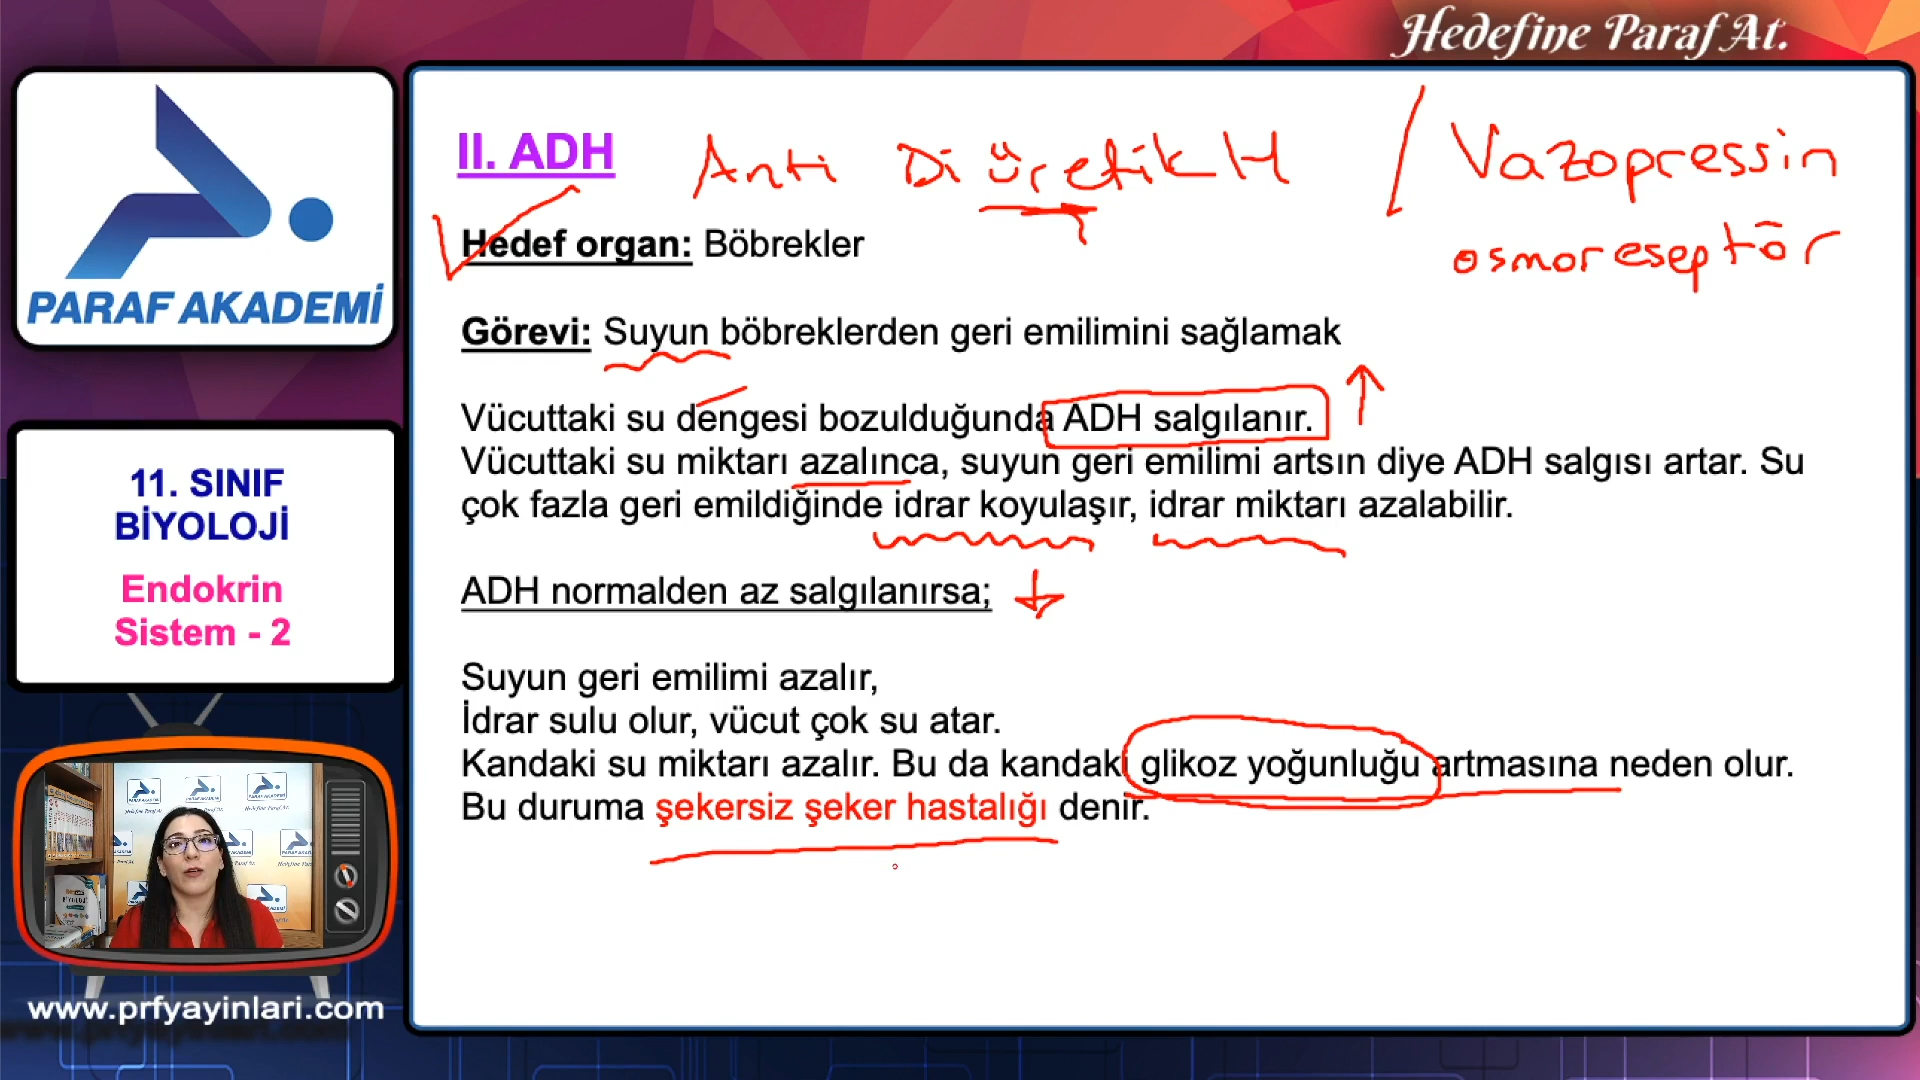 Hedefine Paraf At.
PARAF AKADEMİ
11. SINIF
BİYOLOJİ
Endokrin
Sistem - 2
www.prfyayinlari.com
II. ADH Anti Diüretik H / Vazopressin
osmoreseptör
Hedef organ: Böbrekler
Görevi: Suyun böbreklerden geri emilimini sağlamak
Vücuttaki su dengesi bozulduğunda ADH salgılanır. ↑
Vücuttaki su miktarı azalınca, suyun geri emilimi artsın diye ADH salgısı artar. Su
çok fazla geri emildiğinde idrar koyulaşır, idrar miktarı azalabilir.
ADH normalden az salgılanırsa; ↓
Suyun geri emilimi azalır,
İdrar sulu olur, vücut çok su atar.
Kandaki su miktarı azalır. Bu da kandaki glikoz yoğunluğu artmasına neden olur.
Bu duruma şekersiz şeker hastalığı denir.